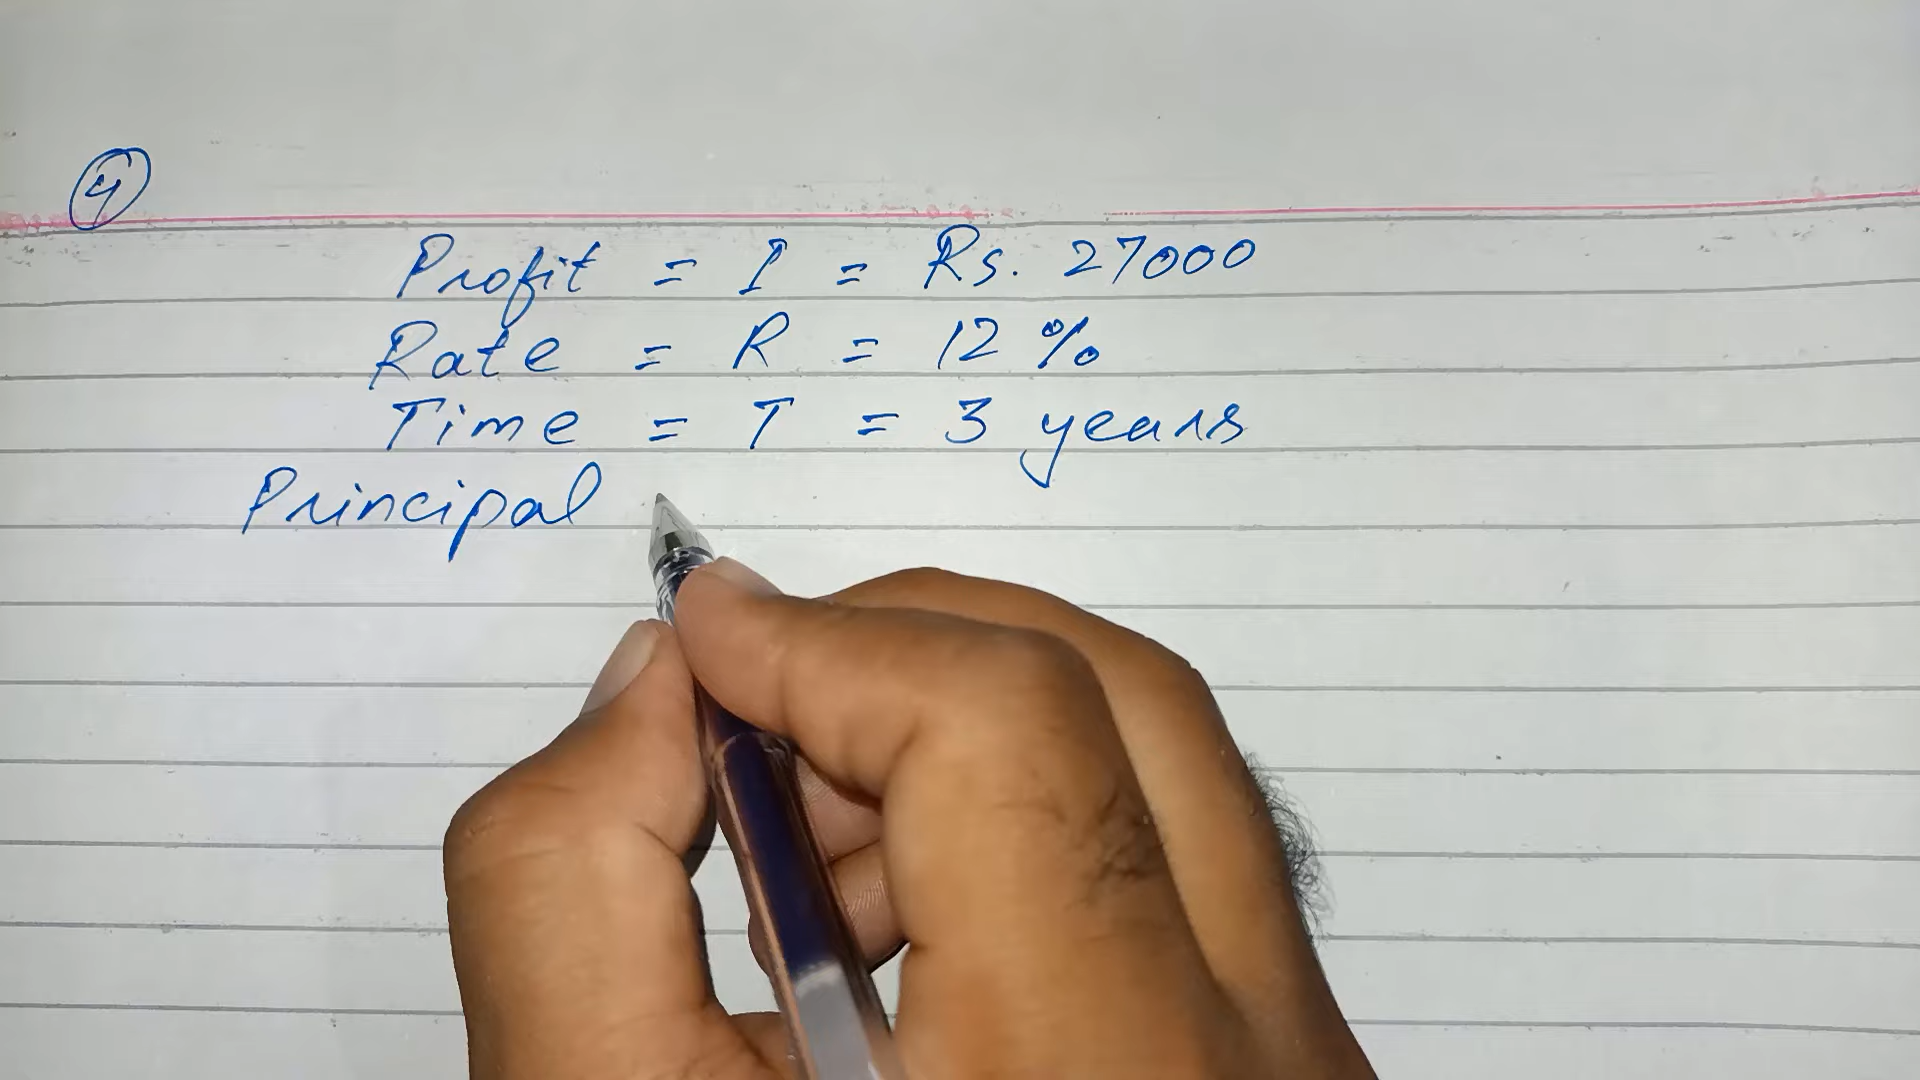 4
Profit = I = Rs. 27000
Rate = R = 12 %
Time = T = 3 years
Principal